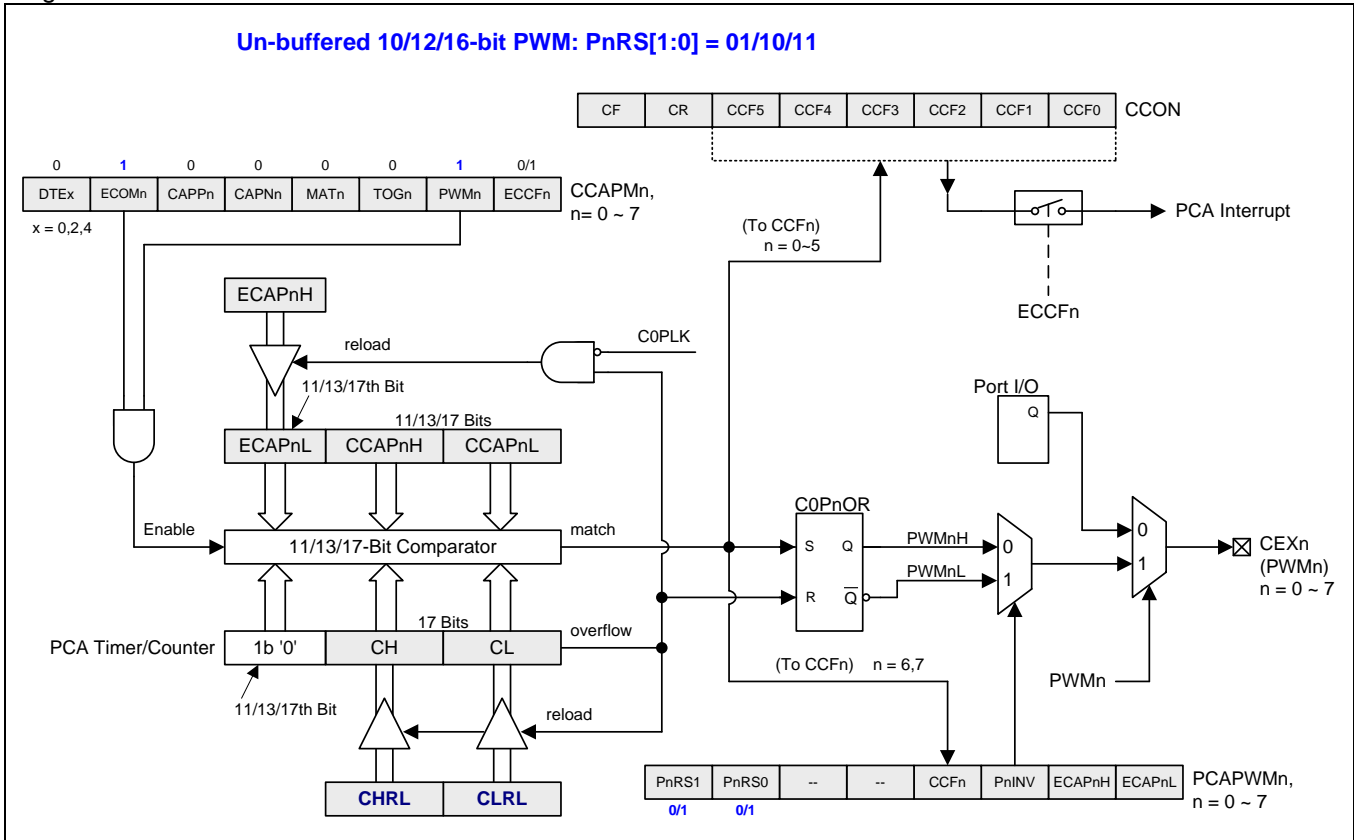 Un-buffered 10/12/16-bit PWM: PnRS[1:0] = 01/10/11
CF CR CCF5 CCF4 CCF3 CCF2 CCF1 CCF0 CCON
0 1 0 0 0 0 1 0/1
DTEx ECOMn CAPPn CAPNn MATn TOGn PWMn ECCFn CCAPMn,
n= 0 ~ 7
x = 0,2,4
PCA Interrupt
(To CCFn)
n = 0~5
ECCFn
ECAPnH
C0PLK
reload
11/13/17th Bit
Port I/O
Q
11/13/17 Bits
ECAPnL CCAPnH CCAPnL
C0PnOR
Enable
11/13/17-Bit Comparator
match
S Q
PWMnH
0
0
1
CEXn
(PWMn)
n = 0 ~ 7
PWMnL
1
R Q
17 Bits
PCA Timer/Counter 1b '0' CH CL overflow
(To CCFn) n = 6,7
PWMn
11/13/17th Bit
reload
CHRL CLRL
PnRS1 PnRS0 -- -- CCFn PnINV ECAPnH ECAPnL PCAPWMn,
n = 0 ~ 7
0/1 0/1